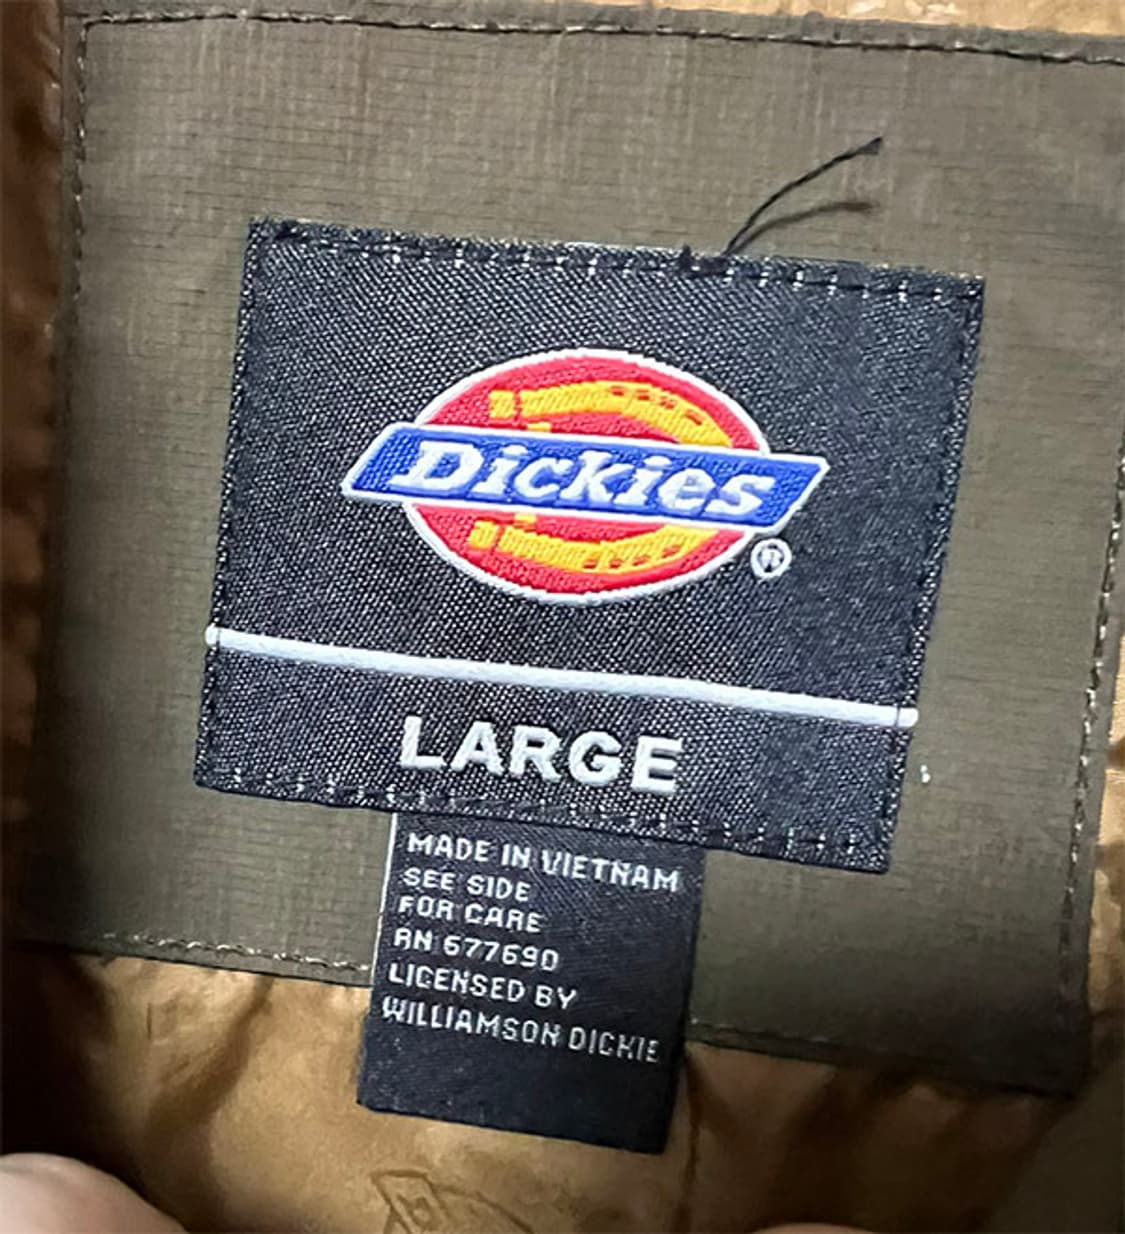 Dickies
®
LARGE
MADE IN VIETNAM
SEE SIDE
FOR CARE
RN 677690
LICENSED BY
WILLIAMSON DICKIE